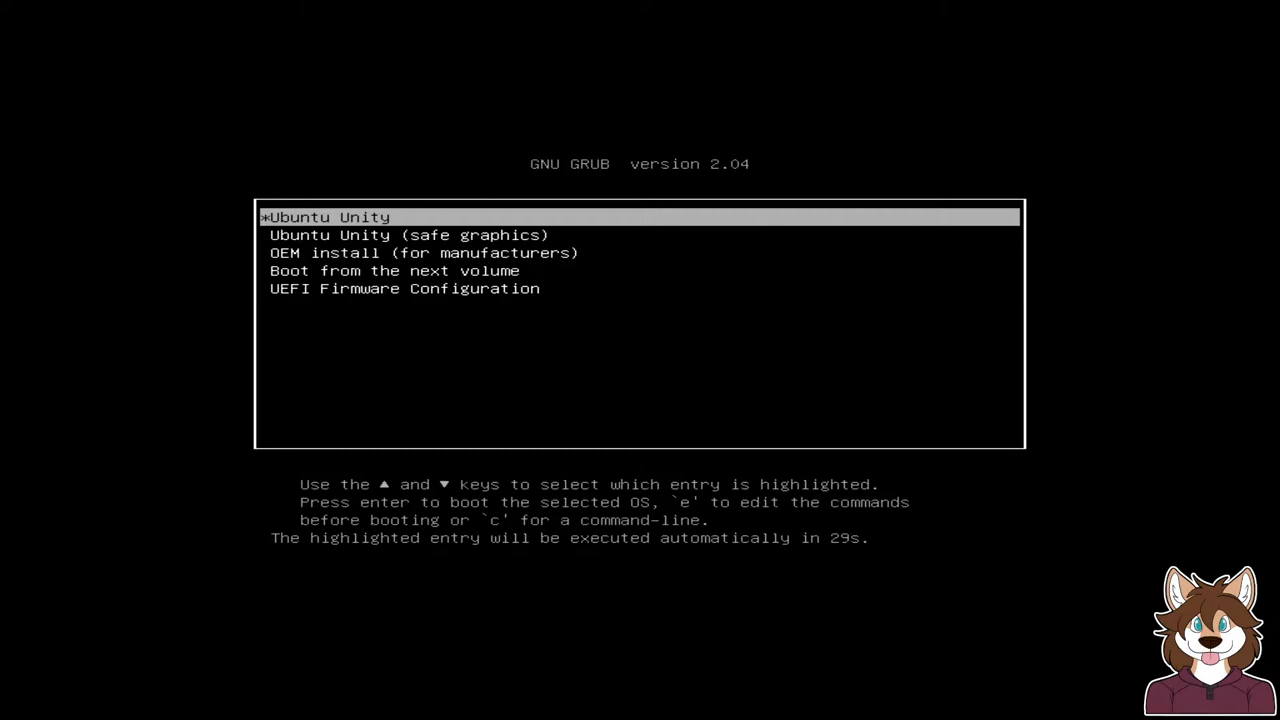 GNU GRUB  version 2.04
*Ubuntu Unity
Ubuntu Unity (safe graphics)
OEM install (for manufacturers)
Boot from the next volume
UEFI Firmware Configuration
Use the ▲ and ▼ keys to select which entry is highlighted.
Press enter to boot the selected OS, `e' to edit the commands
before booting or `c' for a command-line.
The highlighted entry will be executed automatically in 29s.